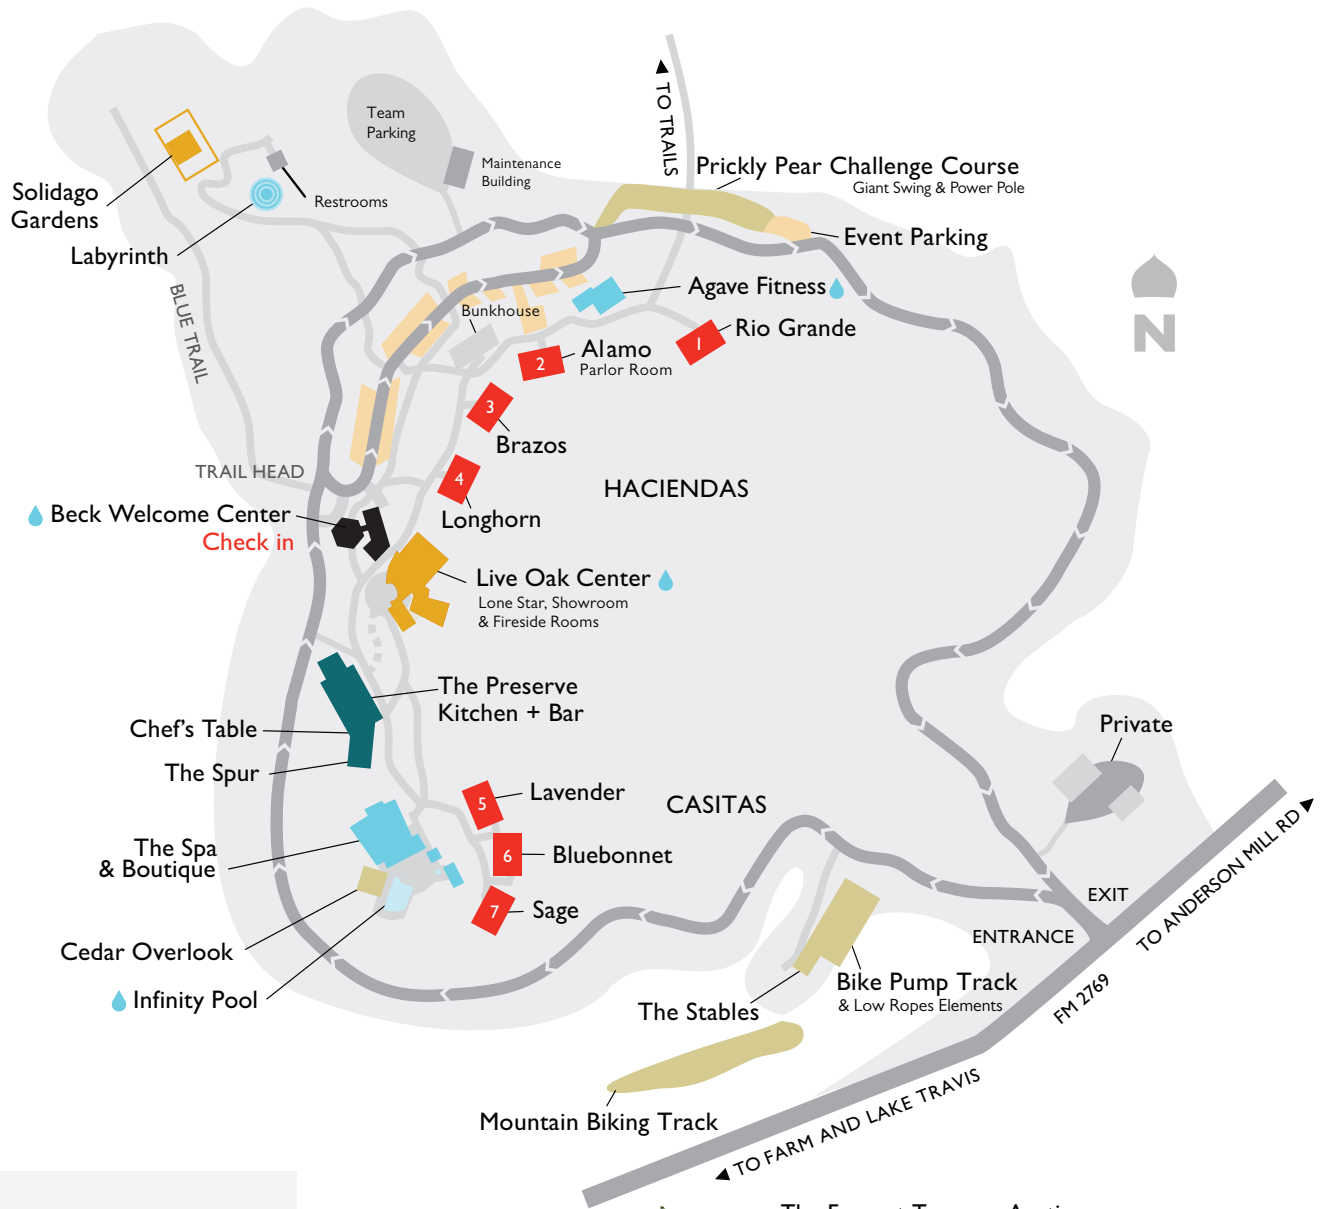 Team
Parking
Maintenance
Building
TO TRAILS
Prickly Pear Challenge Course
Giant Swing & Power Pole
Solidago
Gardens
Restrooms
Labyrinth
Event Parking
BLUE TRAIL
Agave Fitness
Bunkhouse
Rio Grande
1
N
Alamo
Parlor Room
2
3
Brazos
TRAIL HEAD
4
HACIENDAS
Longhorn
Beck Welcome Center
Check in
Live Oak Center
Lone Star, Showroom
& Fireside Rooms
The Preserve
Kitchen + Bar
Chef's Table
The Spur
Private
Lavender
5
CASITAS
The Spa
& Boutique
6
Bluebonnet
7
Sage
EXIT
TO ANDERSON MILL RD
ENTRANCE
Cedar Overlook
Infinity Pool
Bike Pump Track
& Low Ropes Elements
The Stables
FM 2769
Mountain Biking Track
TO FARM AND LAKE TRAVIS